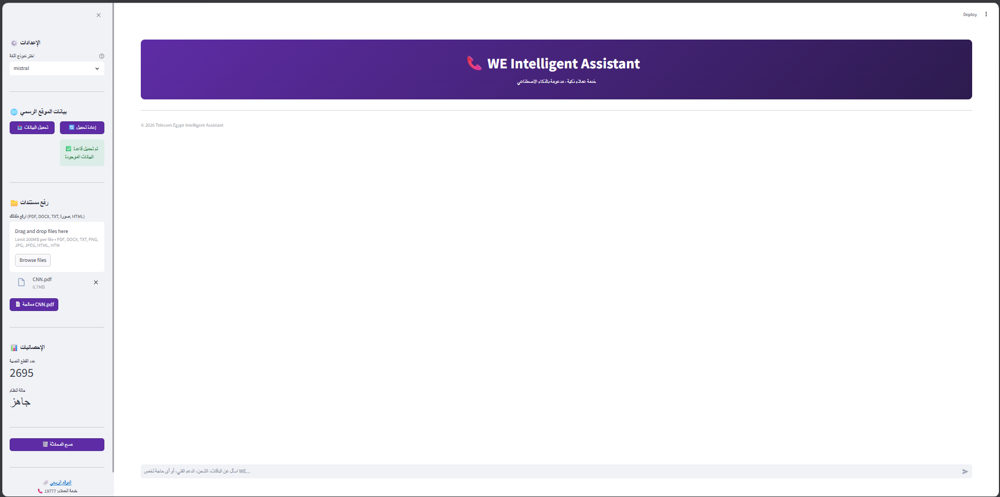 الإعدادات
اختر نموذج اللغة
mistral
بيانات الموقع الرسمي
تحميل البيانات
إعادة تحميل
تم تحميل قاعدة
البيانات الموجودة
رفع مستندات
ارفع ملفاتك (PDF, DOCX, TXT, صورة, HTML)
Drag and drop files here
Limit 200MB per file • PDF, DOCX, TXT, PNG,
JPG, JPEG, HTML, HTM
Browse files
CNN.pdf
0.7MB
معالجة CNN.pdf
الإحصائيات
عدد القطع النصية
2695
حالة النظام
جاهز
مسح المحادثة
الموقع الرسمي
خدمة العملاء: 19777
Deploy
WE Intelligent Assistant
خدمة عملاء ذكية - مدعومة بالذكاء الاصطناعي
© 2026 Telecom Egypt Intelligent Assistant
اسأل عن الباقات، الشحن، الدعم الفني، أو أي حاجة تخص WE...